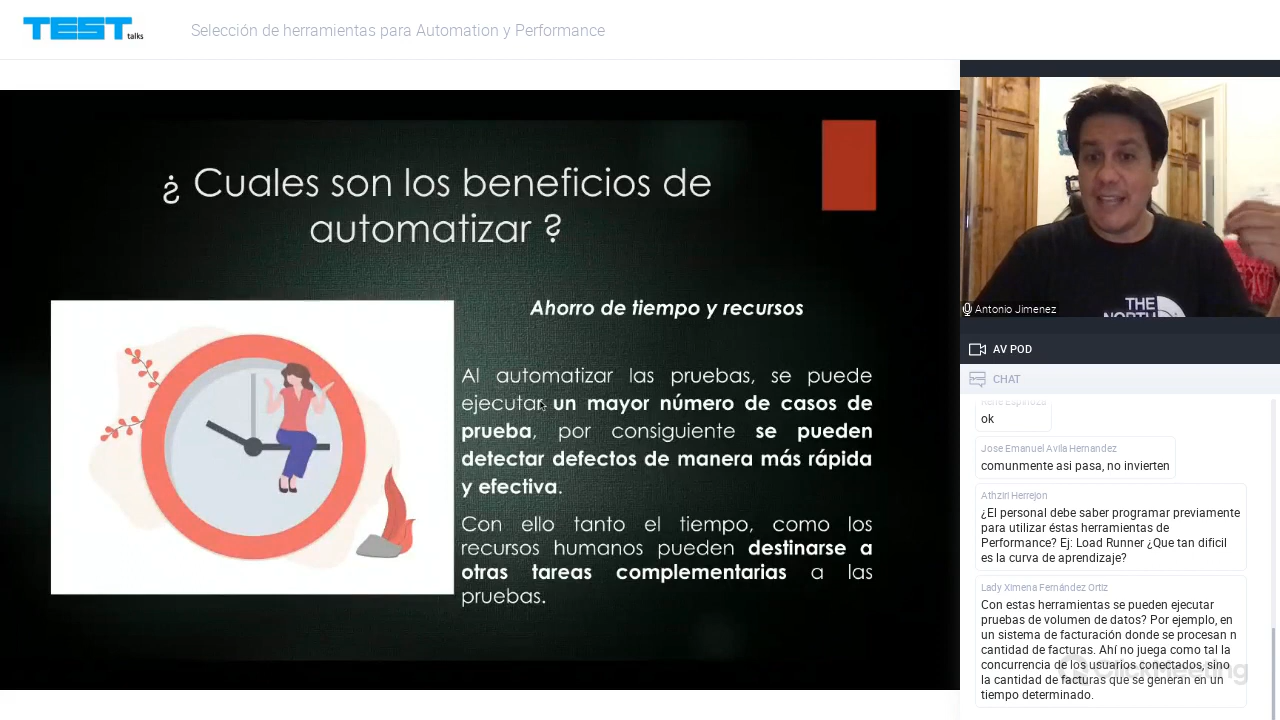 TEST talks
Selección de herramientas para Automation y Performance
¿ Cuales son los beneficios de
automatizar ?
Ahorro de tiempo y recursos
Al automatizar las pruebas, se puede
ejecutar un mayor número de casos de
prueba, por consiguiente se pueden
detectar defectos de manera más rápida
y efectiva.
Con ello tanto el tiempo, como los
recursos humanos pueden destinarse a
otras tareas complementarias a las
pruebas.
THE
NORTH
Antonio Jimenez
AV POD
CHAT
Rene Espinoza
ok
Jose Emanuel Avila Hernandez
comunmente asi pasa, no invierten
Athziri Herrejon
¿El personal debe saber programar previamente
para utilizar éstas herramientas de
Performance? Ej: Load Runner ¿Que tan dificil
es la curva de aprendizaje?
Lady Ximena Fernández Ortiz
Con estas herramientas se pueden ejecutar
pruebas de volumen de datos? Por ejemplo, en
un sistema de facturación donde se procesan n
cantidad de facturas. Ahí no juega como tal la
concurrencia de los usuarios conectados, sino
la cantidad de facturas que se generan en un
tiempo determinado.
ClickMeeting